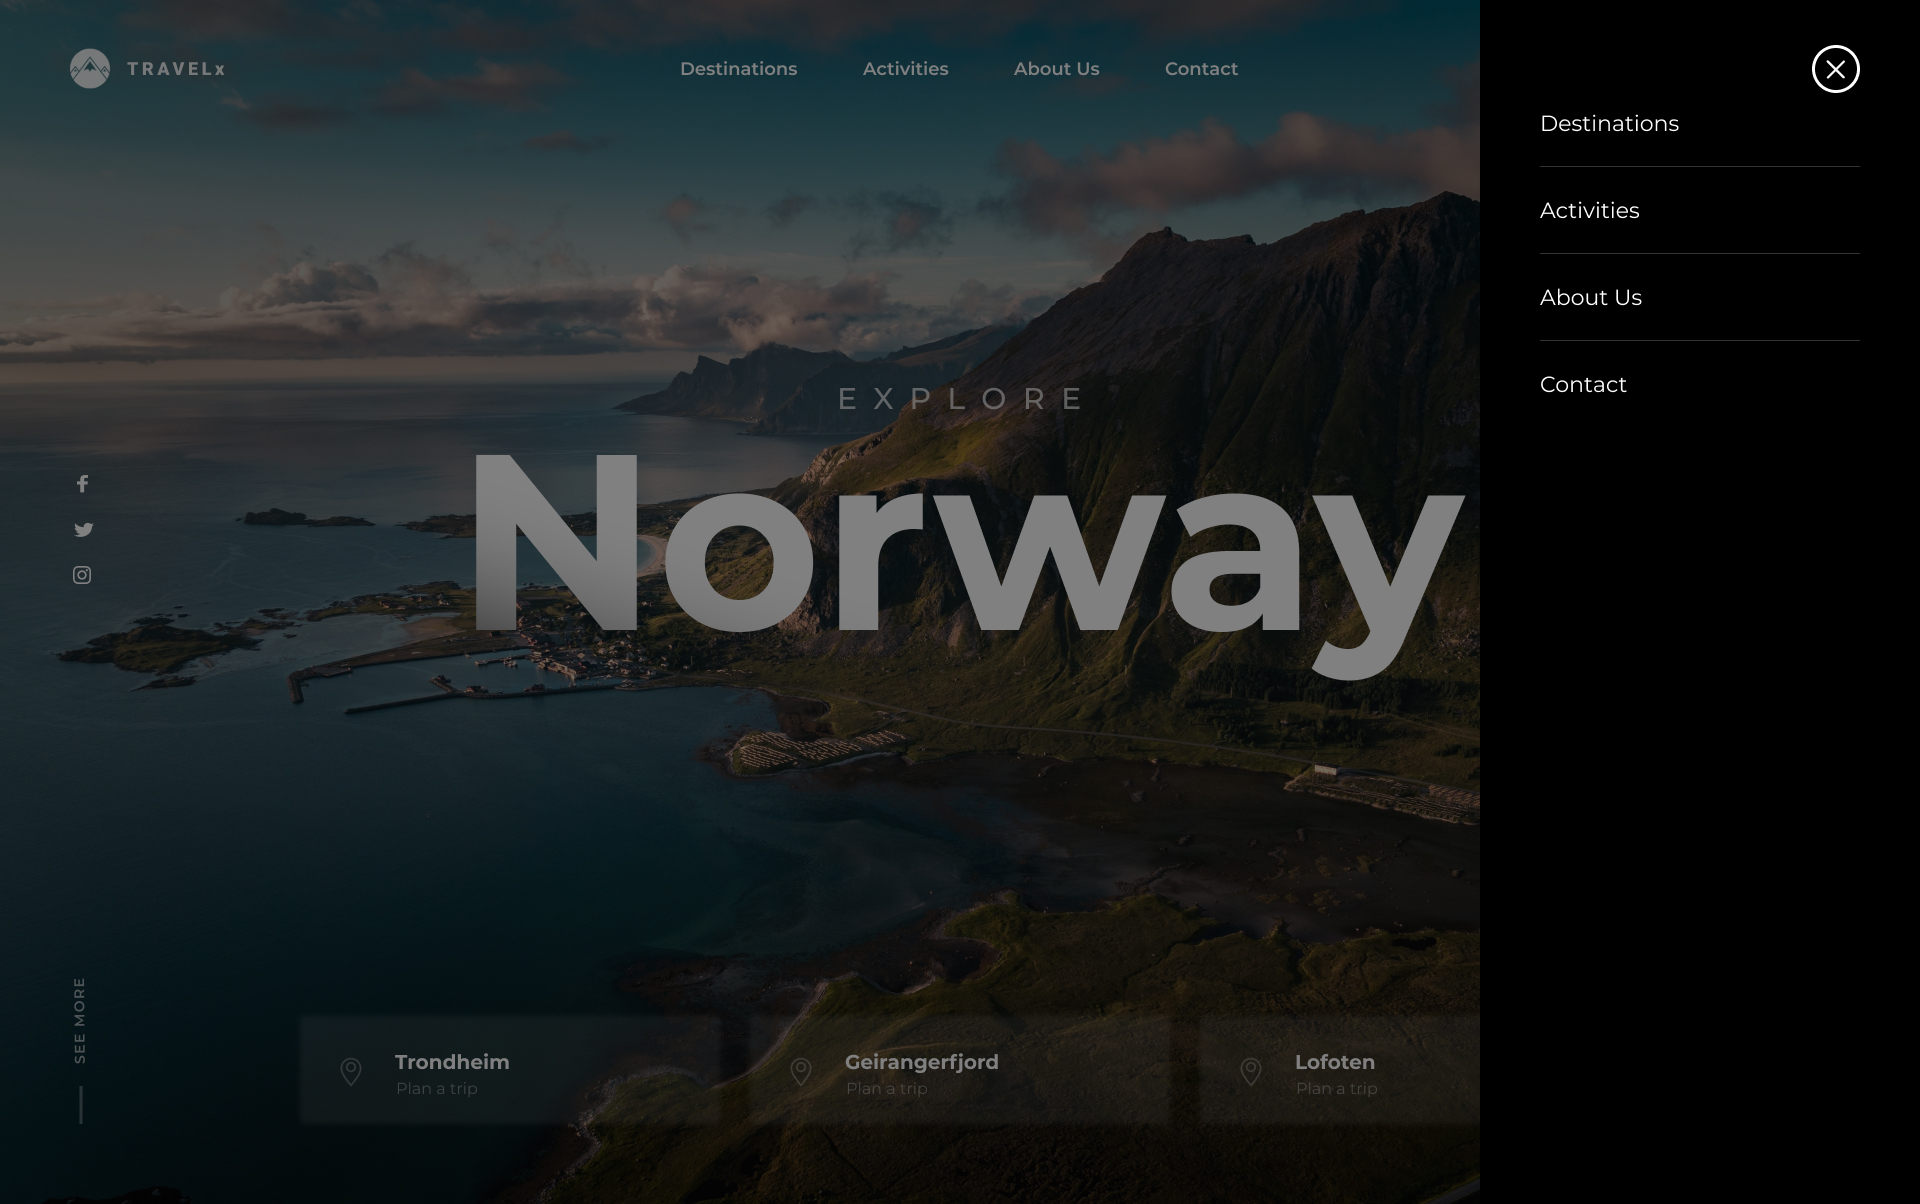 TRAVELx
Destinations
Activities
About Us
Contact
Destinations
Activities
About Us
Contact
EXPLORE
Norway
SEE MORE
Trondheim
Plan a trip
Geirangerfjord
Plan a trip
Lofoten
Plan a trip